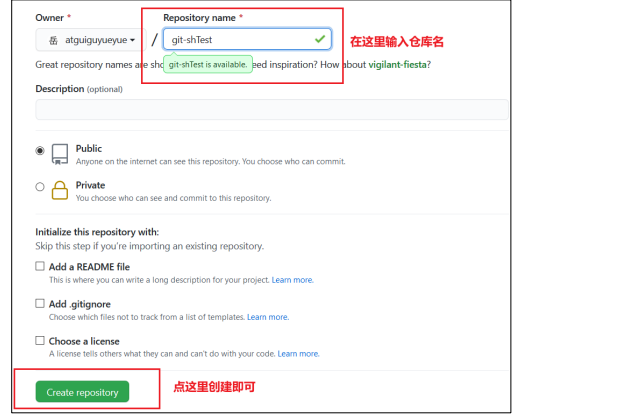 Owner * Repository name *
岳 atguiguyueyue / git-shTest
在这里输入仓库名
git-shTest is available.
Great repository names are sho eed inspiration? How about vigilant-fiesta?
Description (optional)
Public
Anyone on the internet can see this repository. You choose who can commit.
Private
You choose who can see and commit to this repository.
Initialize this repository with:
Skip this step if you're importing an existing repository.
Add a README file
This is where you can write a long description for your project. Learn more.
Add .gitignore
Choose which files not to track from a list of templates. Learn more.
Choose a license
A license tells others what they can and can't do with your code. Learn more.
Create repository
点这里创建即可